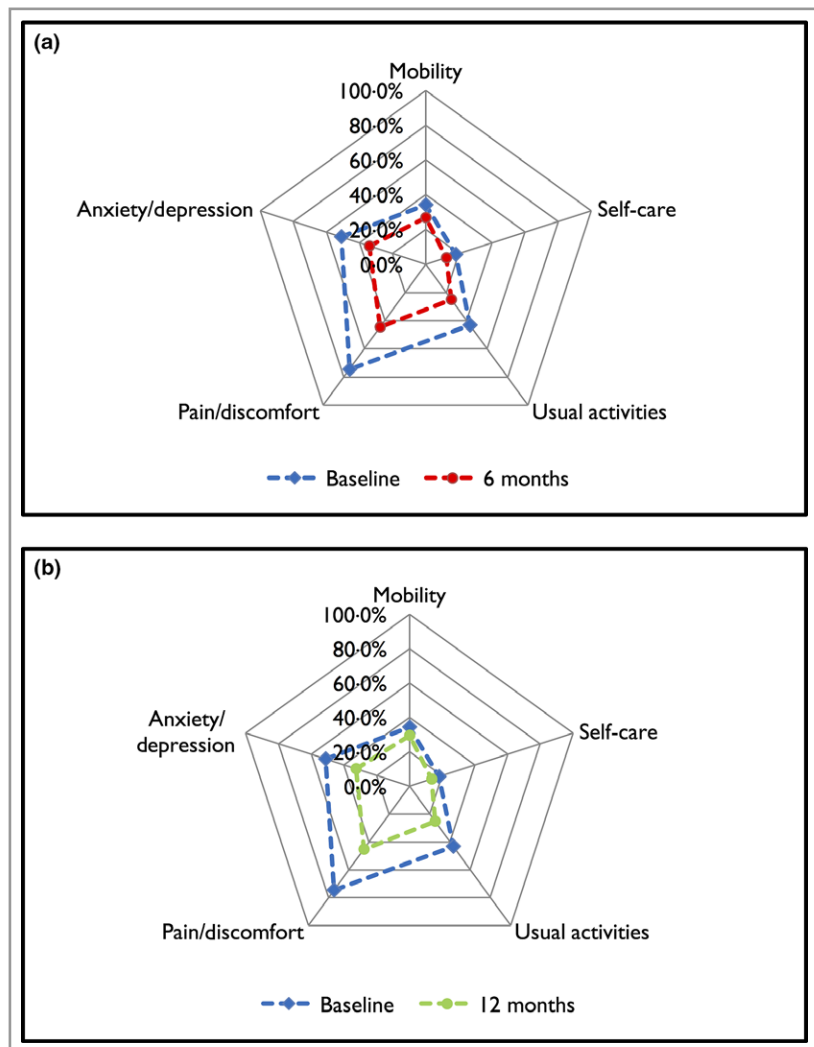 (a)
Mobility
100·0%
80·0%
60·0%
40·0%
20·0%
0·0%
Anxiety/depression
Self-care
Pain/discomfort
Usual activities
Baseline
6 months
(b)
Mobility
100·0%
80·0%
60·0%
40·0%
20·0%
0·0%
Anxiety/
depression
Self-care
Pain/discomfort
Usual activities
Baseline
12 months